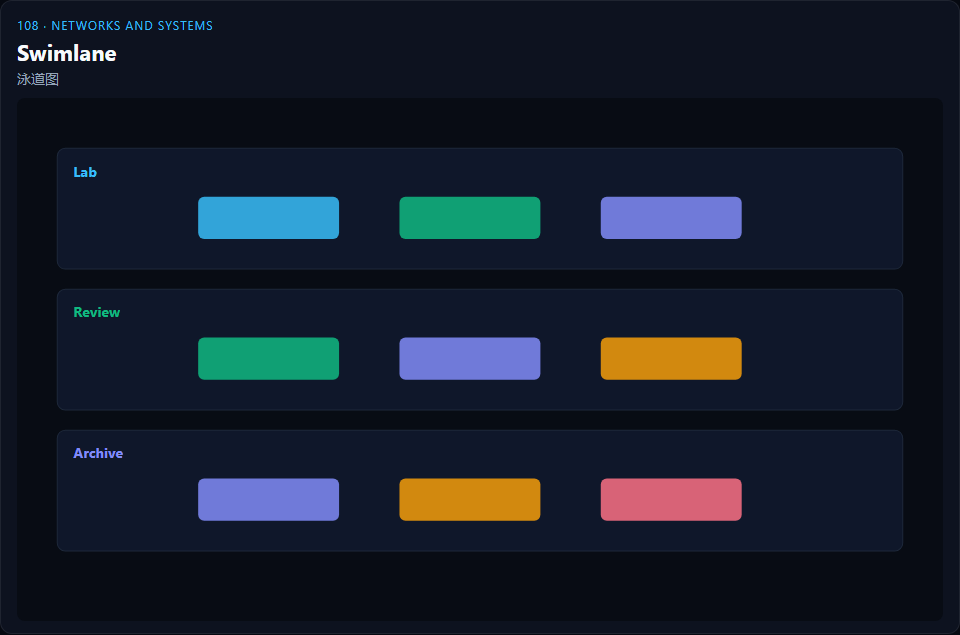 108 · NETWORKS AND SYSTEMS
Swimlane
泳道图
Lab
Review
Archive